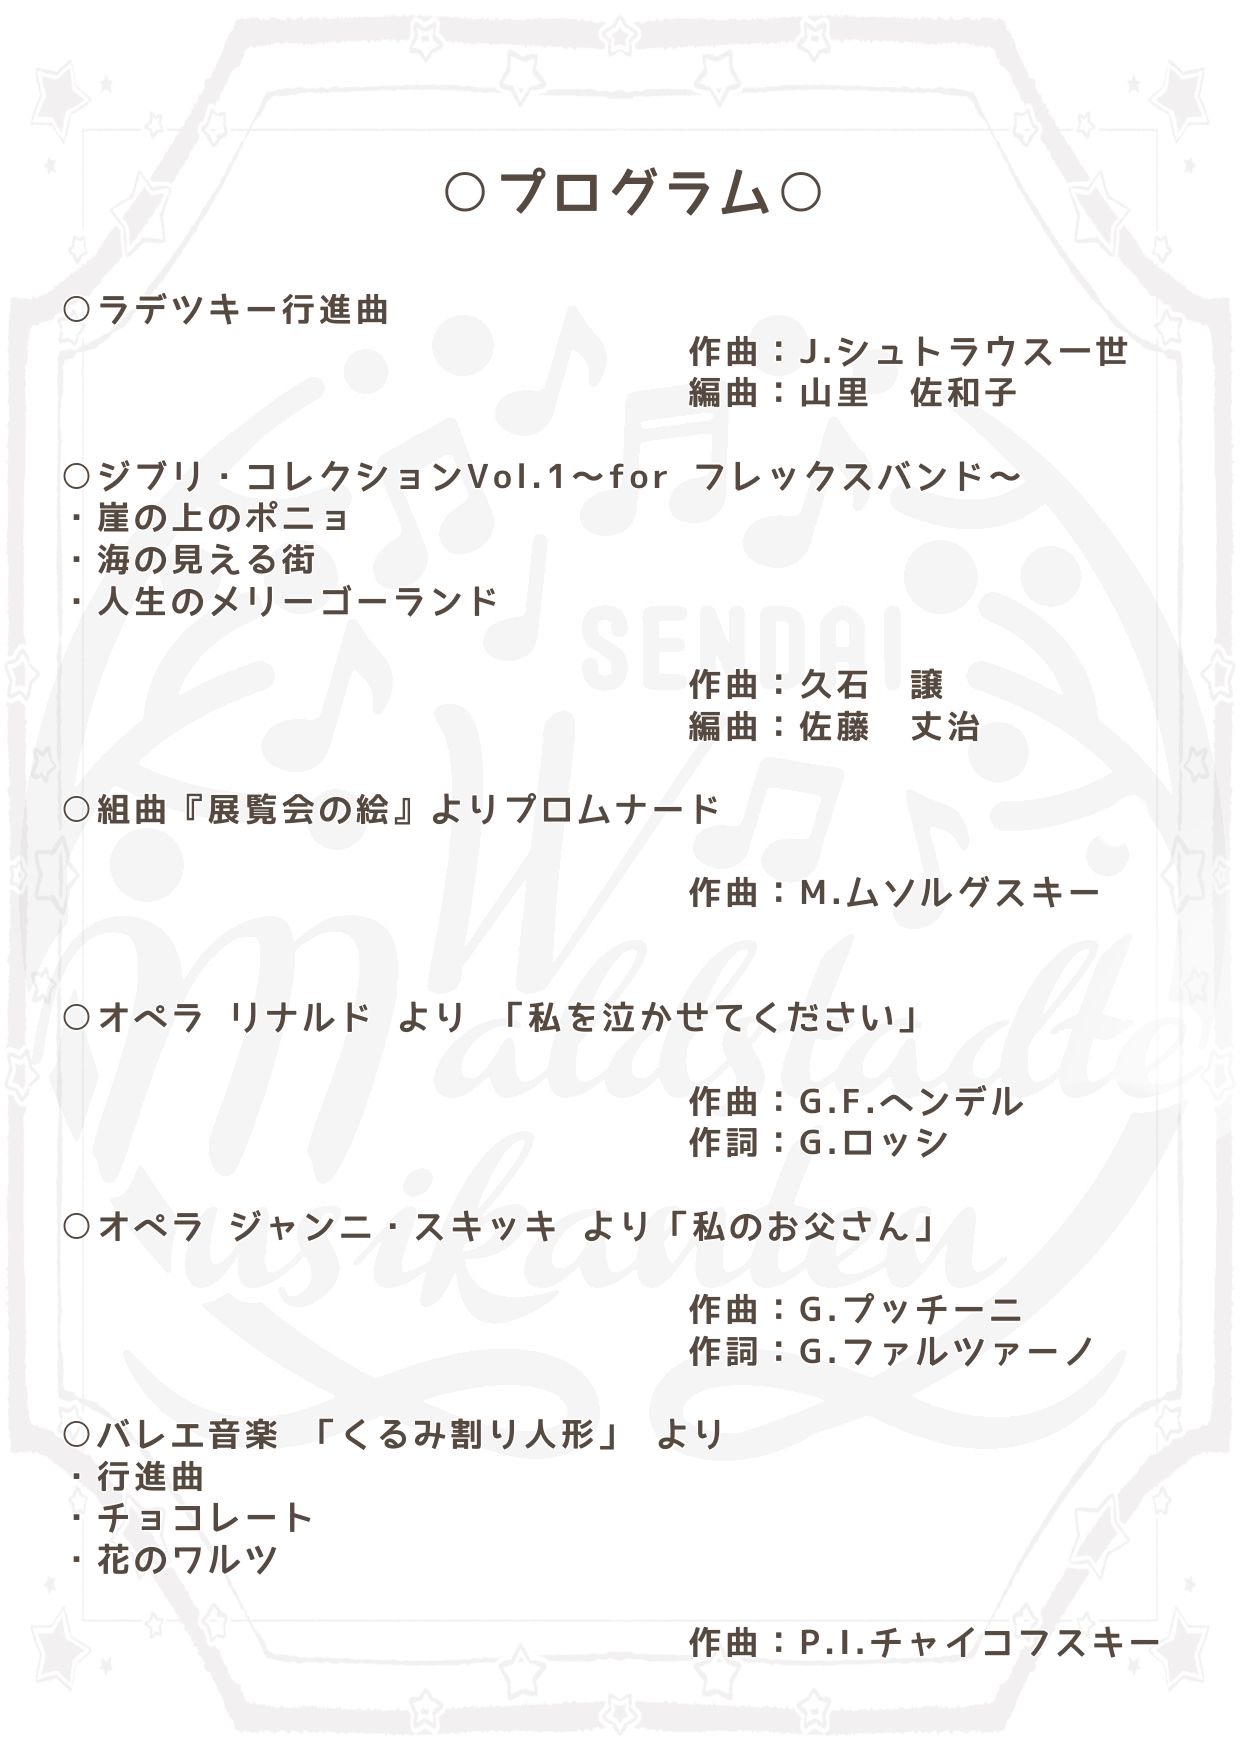 ○プログラム○
○ラデツキー行進曲
作曲：J.シュトラウス一世
編曲：山里　佐和子
○ジブリ・コレクションVol.1～for フレックスバンド～
・崖の上のポニョ
・海の見える街
・人生のメリーゴーランド
SENDAI
作曲：久石　譲
編曲：佐藤　丈治
○組曲『展覧会の絵』よりプロムナード
作曲：M.ムソルグスキー
Waldstadte
○オペラ リナルド より 「私を泣かせてください」
作曲：G.F.ヘンデル
作詞：G.ロッシ
Musikanten
○オペラ ジャンニ・スキッキ より「私のお父さん」
作曲：G.プッチーニ
作詞：G.ファルツァーノ
○バレエ音楽 「くるみ割り人形」 より
・行進曲
・チョコレート
・花のワルツ
作曲：P.I.チャイコフスキー